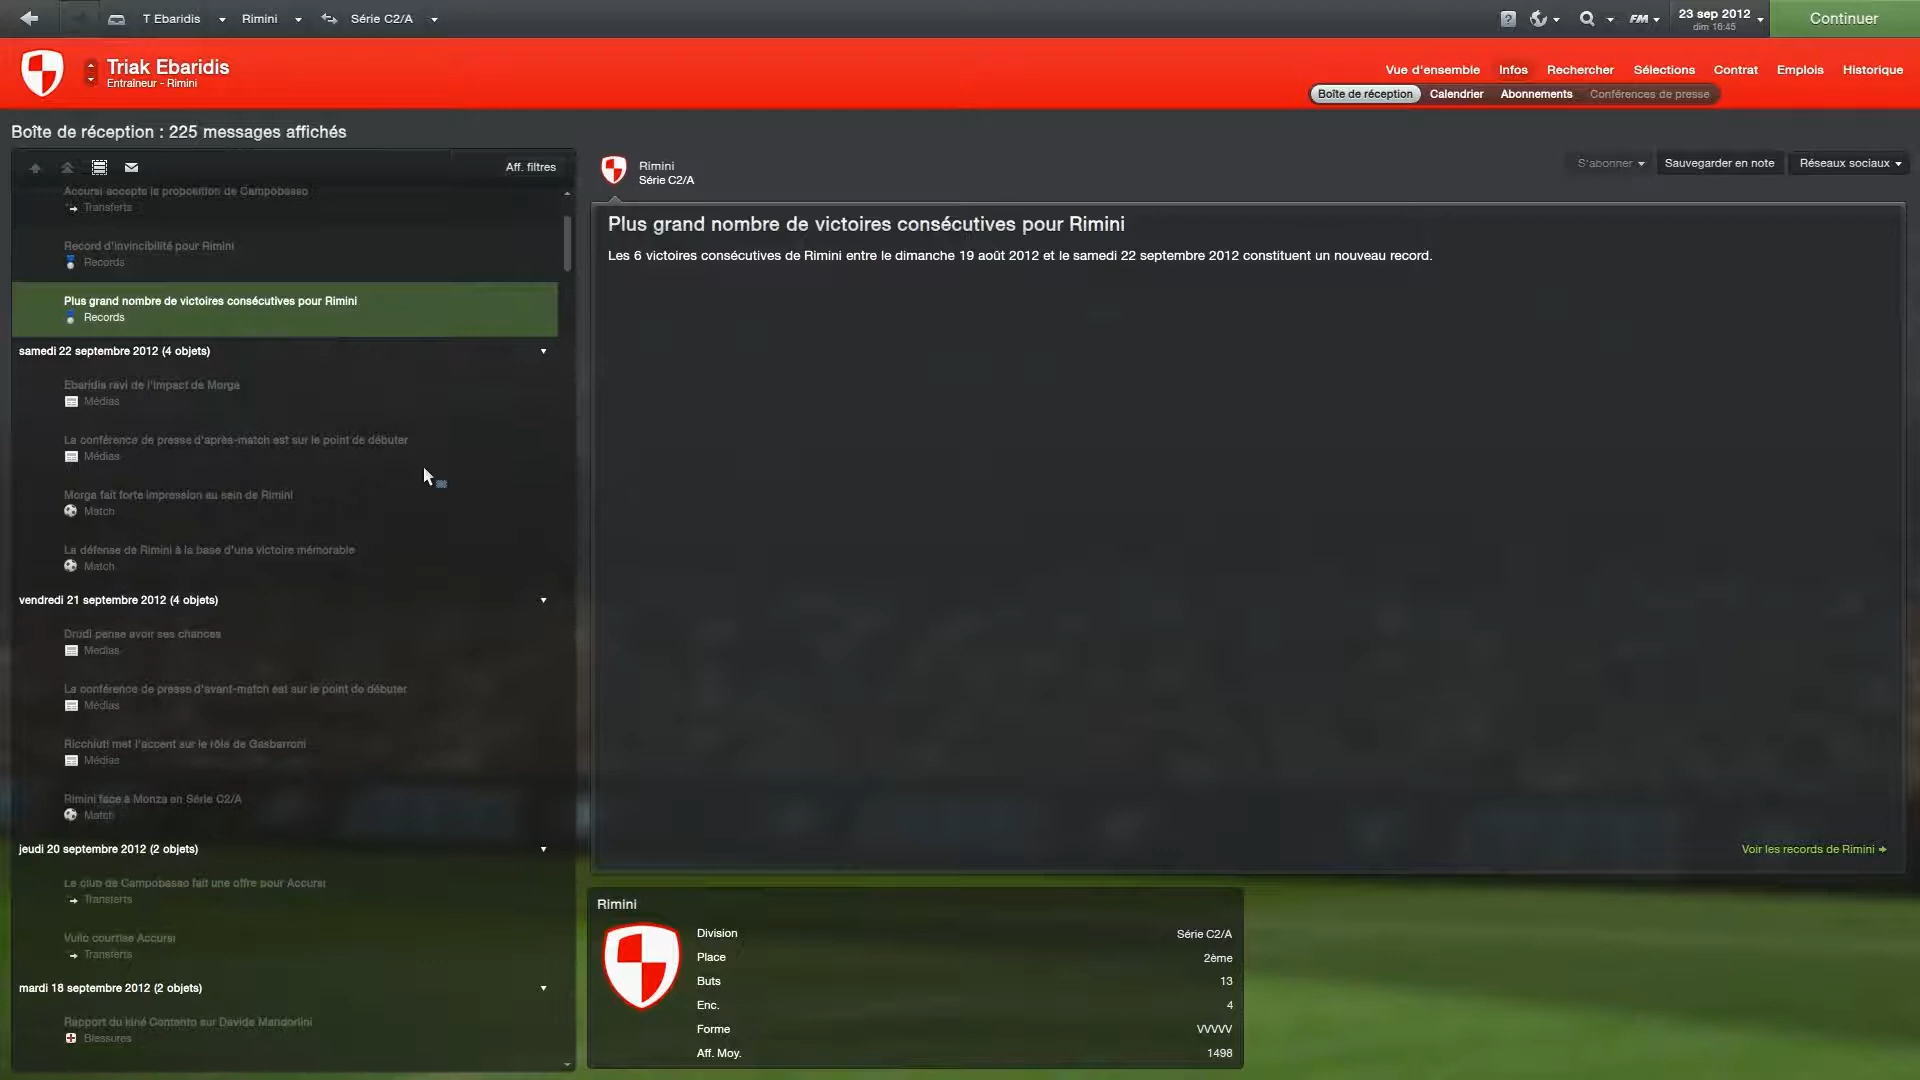 T Ebaridis
Rimini
Série C2/A
FM
23 sep 2012
dim 16:45
Continuer
Triak Ebaridis
Entraîneur - Rimini
Vue d'ensemble
Infos
Rechercher
Sélections
Contrat
Emplois
Historique
Boîte de réception
Calendrier
Abonnements
Conférences de presse
Boîte de réception : 225 messages affichés
Aff. filtres
Accursi accepte la proposition de Campobasso
Transferts
Record d'invincibilité pour Rimini
Records
Plus grand nombre de victoires consécutives pour Rimini
Records
samedi 22 septembre 2012 (4 objets)
Ebaridis ravi de l'impact de Morga
Médias
La conférence de presse d'après-match est sur le point de débuter
Médias
Morga fait forte impression au sein de Rimini
Match
La défense de Rimini à la base d'une victoire mémorable
Match
vendredi 21 septembre 2012 (4 objets)
Drudi pense avoir ses chances
Médias
La conférence de presse d'avant-match est sur le point de débuter
Médias
Ricchiuti met l'accent sur le rôle de Gasbarroni
Médias
Rimini face à Monza en Série C2/A
Match
jeudi 20 septembre 2012 (2 objets)
Le club de Campobasso fait une offre pour Accursi
Transferts
Vullo courtise Accursi
Transferts
mardi 18 septembre 2012 (2 objets)
Rapport du kiné Contento sur Davide Mandorlini
Blessures
Rimini
Série C2/A
S'abonner
Sauvegarder en note
Réseaux sociaux
Plus grand nombre de victoires consécutives pour Rimini
Les 6 victoires consécutives de Rimini entre le dimanche 19 août 2012 et le samedi 22 septembre 2012 constituent un nouveau record.
Voir les records de Rimini
Rimini
Division Série C2/A
Place 2ème
Buts 13
Enc. 4
Forme VVVVV
Aff. Moy. 1498